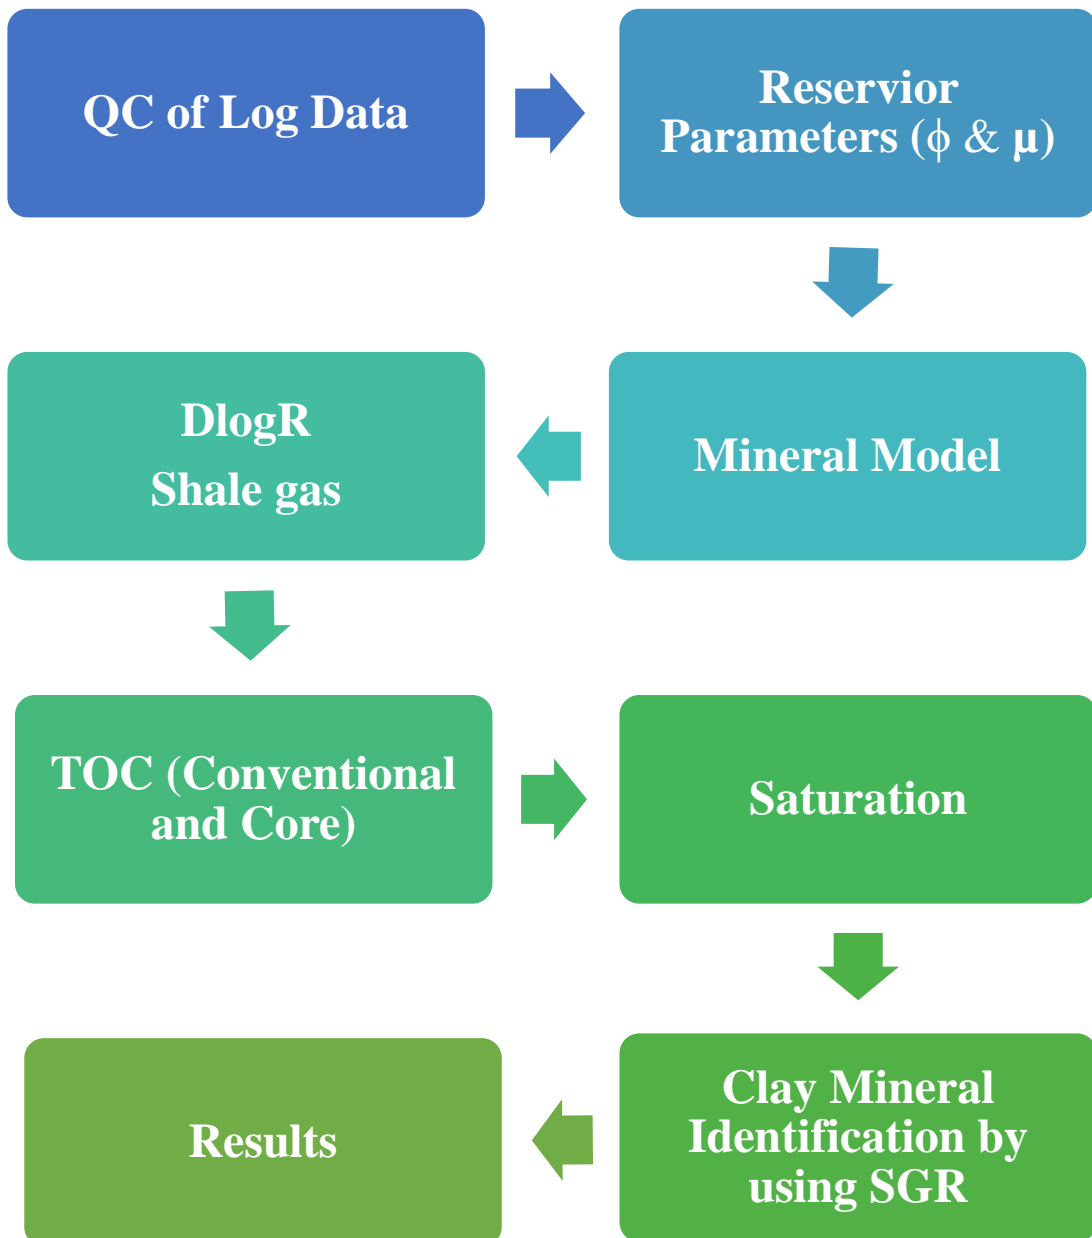 QC of Log Data
Reservior
Parameters (ϕ & µ)
Mineral Model
DlogR
Shale gas
TOC (Conventional
and Core)
Saturation
Clay Mineral
Identification by
using SGR
Results